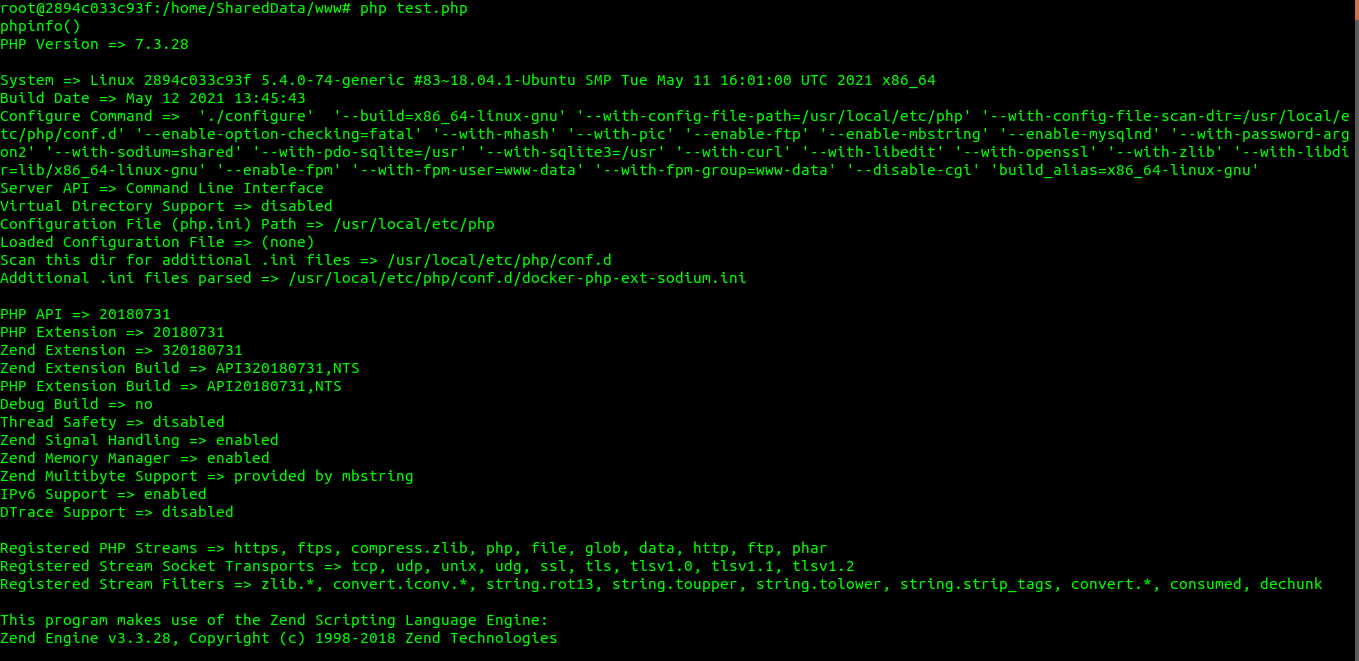 root@2894c033c93f:/home/SharedData/www# php test.php
phpinfo()
PHP Version => 7.3.28
System => Linux 2894c033c93f 5.4.0-74-generic #83~18.04.1-Ubuntu SMP Tue May 11 16:01:00 UTC 2021 x86_64
Build Date => May 12 2021 13:45:43
Configure Command =>  './configure'  '--build=x86_64-linux-gnu' '--with-config-file-path=/usr/local/etc/php' '--with-config-file-scan-dir=/usr/local/e
tc/php/conf.d' '--enable-option-checking=fatal' '--with-mhash' '--with-pic' '--enable-ftp' '--enable-mbstring' '--enable-mysqlnd' '--with-password-arg
on2' '--with-sodium=shared' '--with-pdo-sqlite=/usr' '--with-sqlite3=/usr' '--with-curl' '--with-libedit' '--with-openssl' '--with-zlib' '--with-libdi
r=lib/x86_64-linux-gnu' '--enable-fpm' '--with-fpm-user=www-data' '--with-fpm-group=www-data' '--disable-cgi' 'build_alias=x86_64-linux-gnu'
Server API => Command Line Interface
Virtual Directory Support => disabled
Configuration File (php.ini) Path => /usr/local/etc/php
Loaded Configuration File => (none)
Scan this dir for additional .ini files => /usr/local/etc/php/conf.d
Additional .ini files parsed => /usr/local/etc/php/conf.d/docker-php-ext-sodium.ini
PHP API => 20180731
PHP Extension => 20180731
Zend Extension => 320180731
Zend Extension Build => API320180731,NTS
PHP Extension Build => API20180731,NTS
Debug Build => no
Thread Safety => disabled
Zend Signal Handling => enabled
Zend Memory Manager => enabled
Zend Multibyte Support => provided by mbstring
IPv6 Support => enabled
DTrace Support => disabled
Registered PHP Streams => https, ftps, compress.zlib, php, file, glob, data, http, ftp, phar
Registered Stream Socket Transports => tcp, udp, unix, udg, ssl, tls, tlsv1.0, tlsv1.1, tlsv1.2
Registered Stream Filters => zlib.*, convert.iconv.*, string.rot13, string.toupper, string.tolower, string.strip_tags, convert.*, consumed, dechunk
This program makes use of the Zend Scripting Language Engine:
Zend Engine v3.3.28, Copyright (c) 1998-2018 Zend Technologies